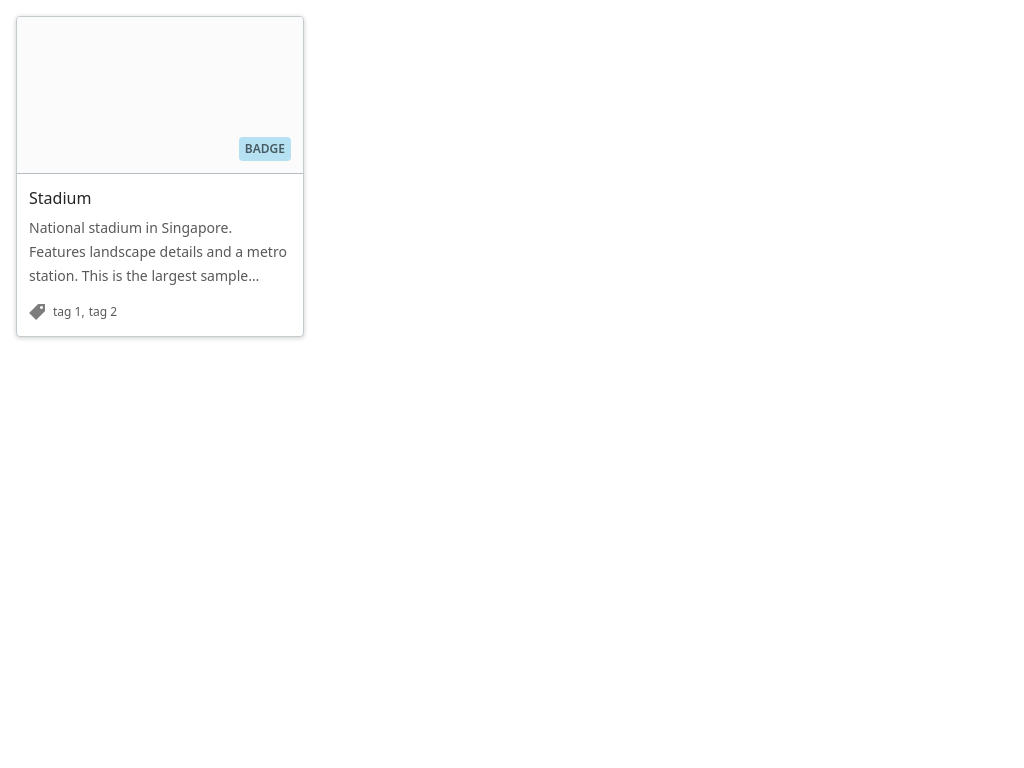 BADGE
Stadium
National stadium in Singapore.
Features landscape details and a metro
station. This is the largest sample...
tag 1, tag 2